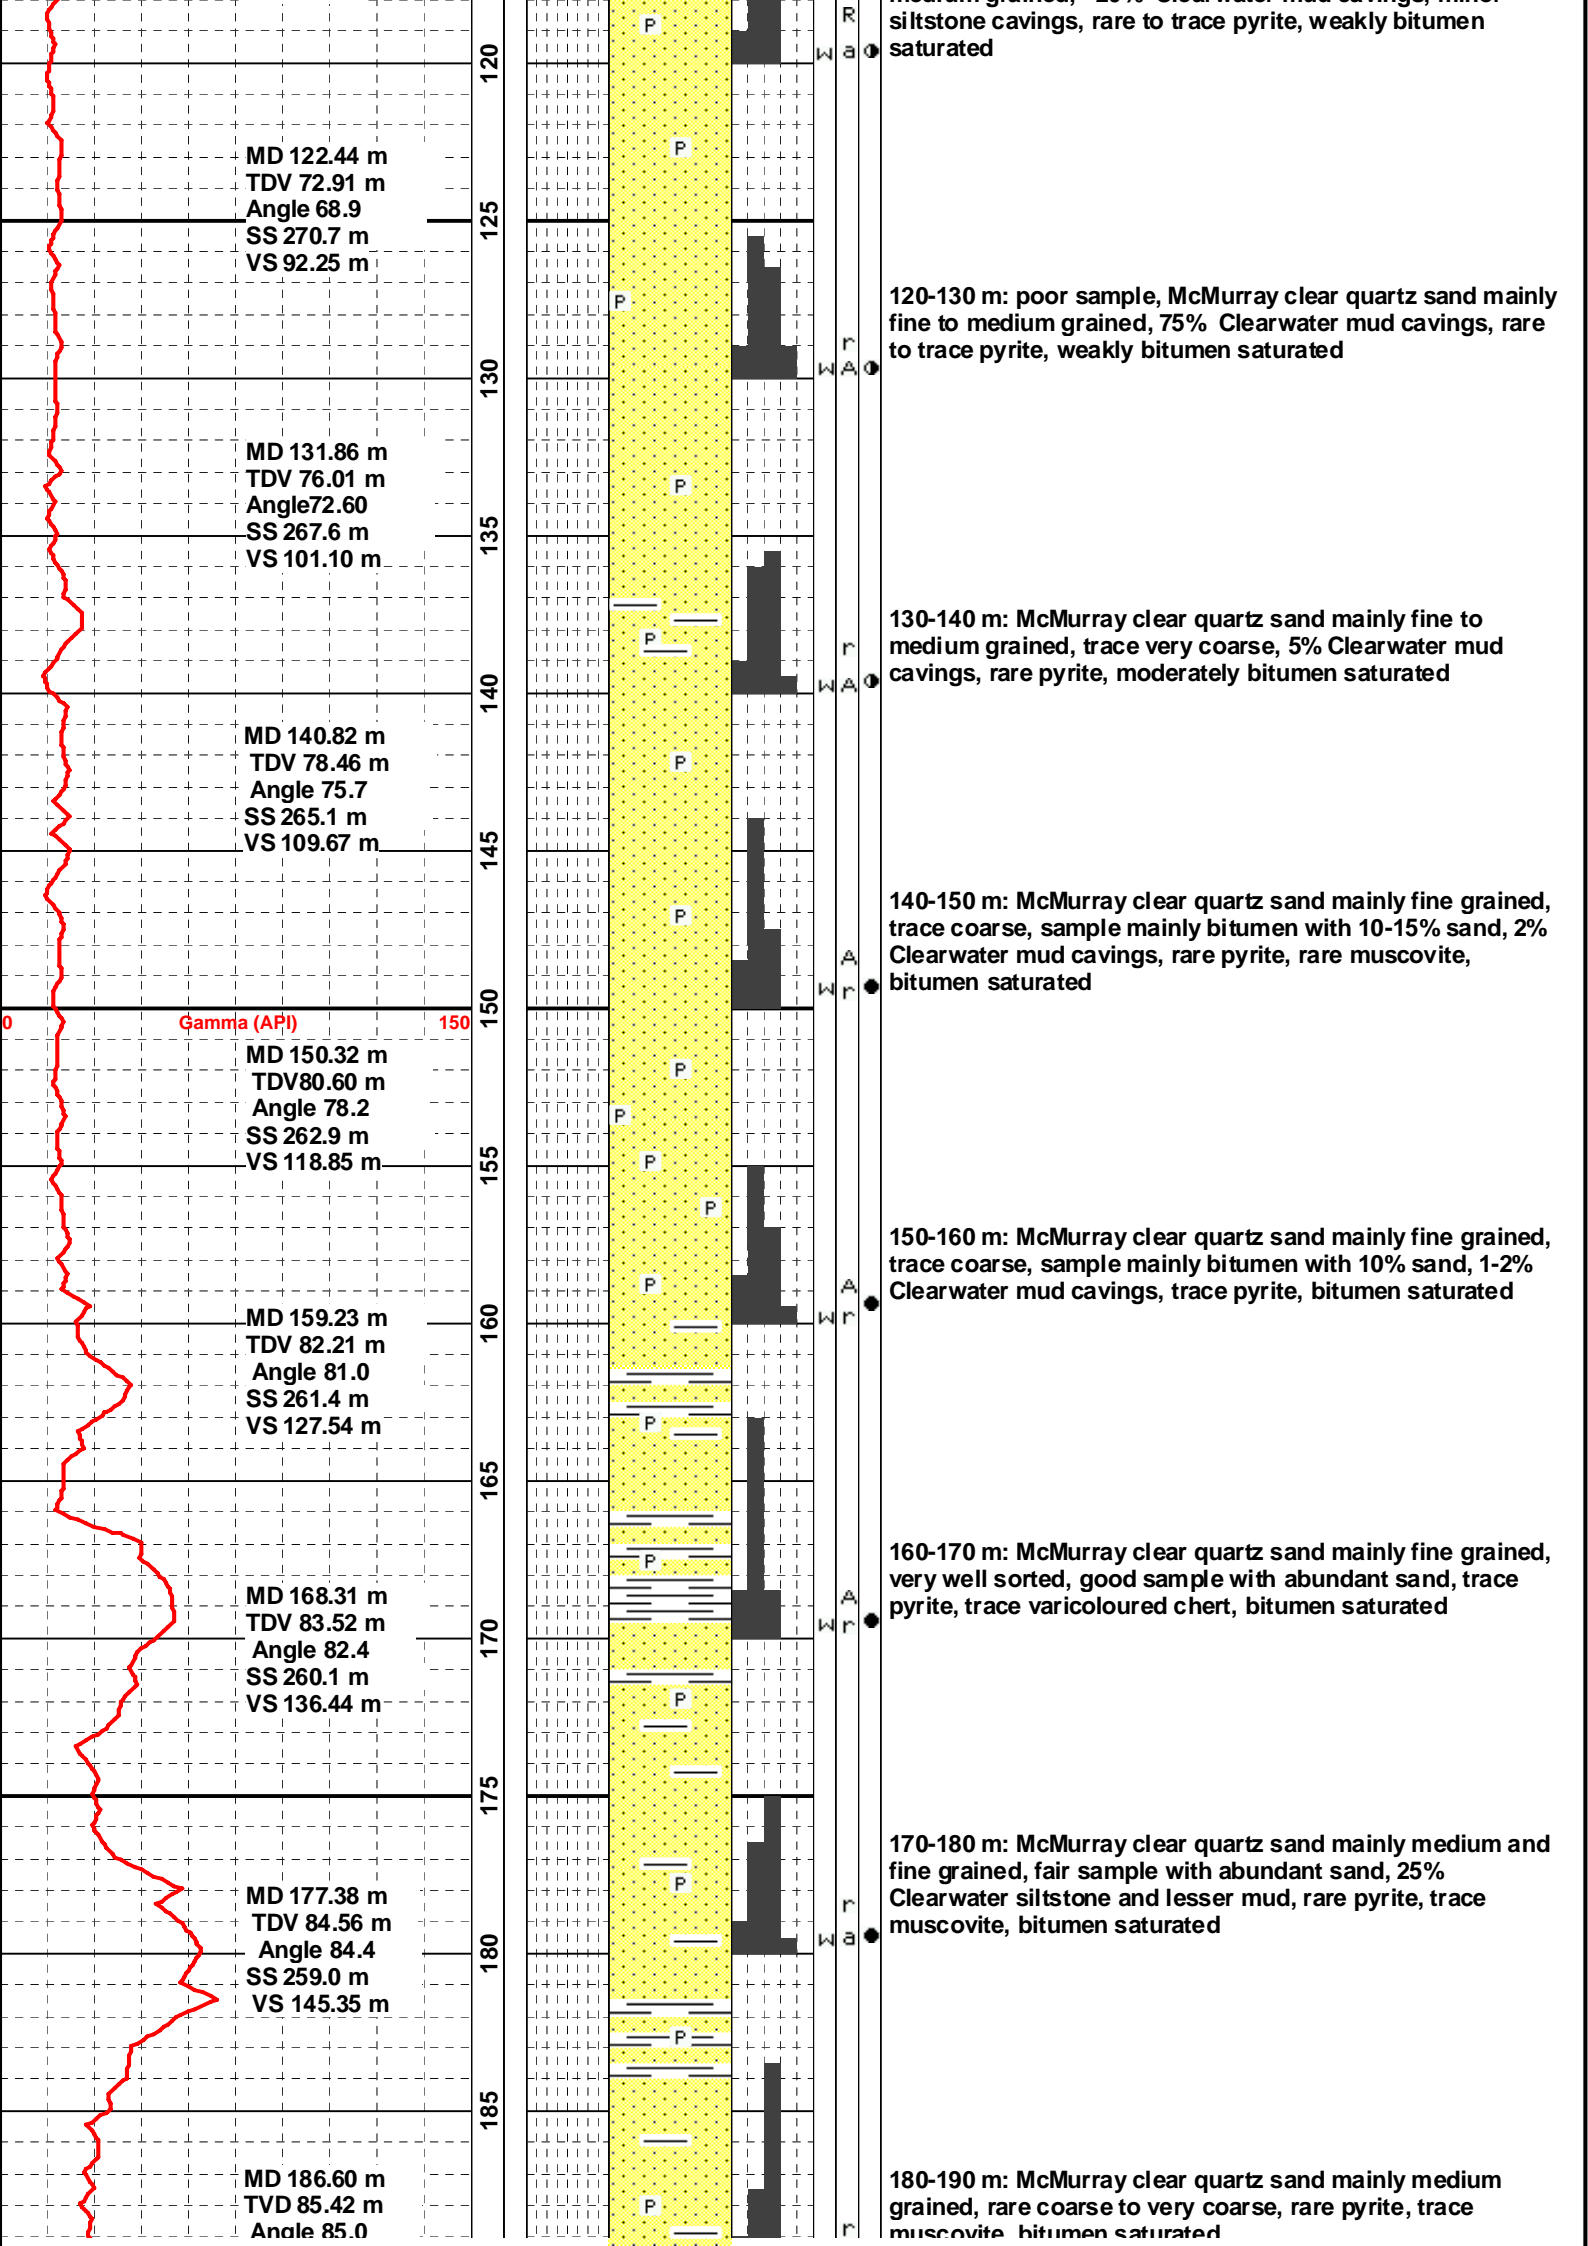 siltstone cavings, rare to trace pyrite, weakly bitumen
saturated
R
W a
120
P
P
MD 122.44 m
TDV 72.91 m
Angle 68.9
SS 270.7 m
VS 92.25 m
125
P
120-130 m: poor sample, McMurray clear quartz sand mainly
fine to medium grained, 75% Clearwater mud cavings, rare
to trace pyrite, weakly bitumen saturated
r
W A
130
MD 131.86 m
TDV 76.01 m
Angle72.60
SS 267.6 m
VS 101.10 m
P
135
P
130-140 m: McMurray clear quartz sand mainly fine to
medium grained, trace very coarse, 5% Clearwater mud
cavings, rare pyrite, moderately bitumen saturated
r
W A
140
MD 140.82 m
TDV 78.46 m
Angle 75.7
SS 265.1 m
VS 109.67 m
P
145
P
140-150 m: McMurray clear quartz sand mainly fine grained,
trace coarse, sample mainly bitumen with 10-15% sand, 2%
Clearwater mud cavings, rare pyrite, rare muscovite,
bitumen saturated
A
W r
150
0 Gamma (API) 150
MD 150.32 m
TDV80.60 m
Angle 78.2
SS 262.9 m
VS 118.85 m
P
P
P
155
P
P
150-160 m: McMurray clear quartz sand mainly fine grained,
trace coarse, sample mainly bitumen with 10% sand, 1-2%
Clearwater mud cavings, trace pyrite, bitumen saturated
A
W r
160
MD 159.23 m
TDV 82.21 m
Angle 81.0
SS 261.4 m
VS 127.54 m
P
165
P
160-170 m: McMurray clear quartz sand mainly fine grained,
very well sorted, good sample with abundant sand, trace
pyrite, trace varicoloured chert, bitumen saturated
A
W r
170
MD 168.31 m
TDV 83.52 m
Angle 82.4
SS 260.1 m
VS 136.44 m
P
175
P
170-180 m: McMurray clear quartz sand mainly medium and
fine grained, fair sample with abundant sand, 25%
Clearwater siltstone and lesser mud, rare pyrite, trace
muscovite, bitumen saturated
r
W a
180
MD 177.38 m
TDV 84.56 m
Angle 84.4
SS 259.0 m
VS 145.35 m
P
185
P
MD 186.60 m
TVD 85.42 m
Angle 85.0
180-190 m: McMurray clear quartz sand mainly medium
grained, rare coarse to very coarse, rare pyrite, trace
muscovite, bitumen saturated
r